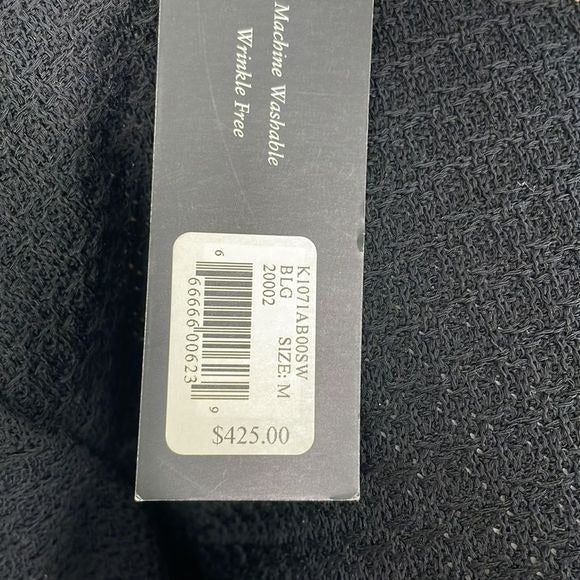 Machine Washable
Wrinkle Free
K1071AB00SW
BLG SIZE: M
20002
6 66666 00623 9
$425.00